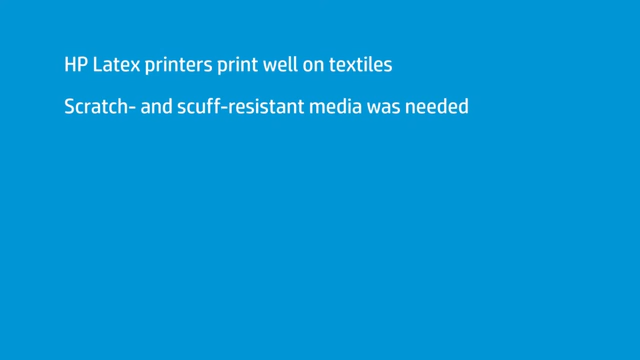 HP Latex printers print well on textiles
Scratch- and scuff-resistant media was needed